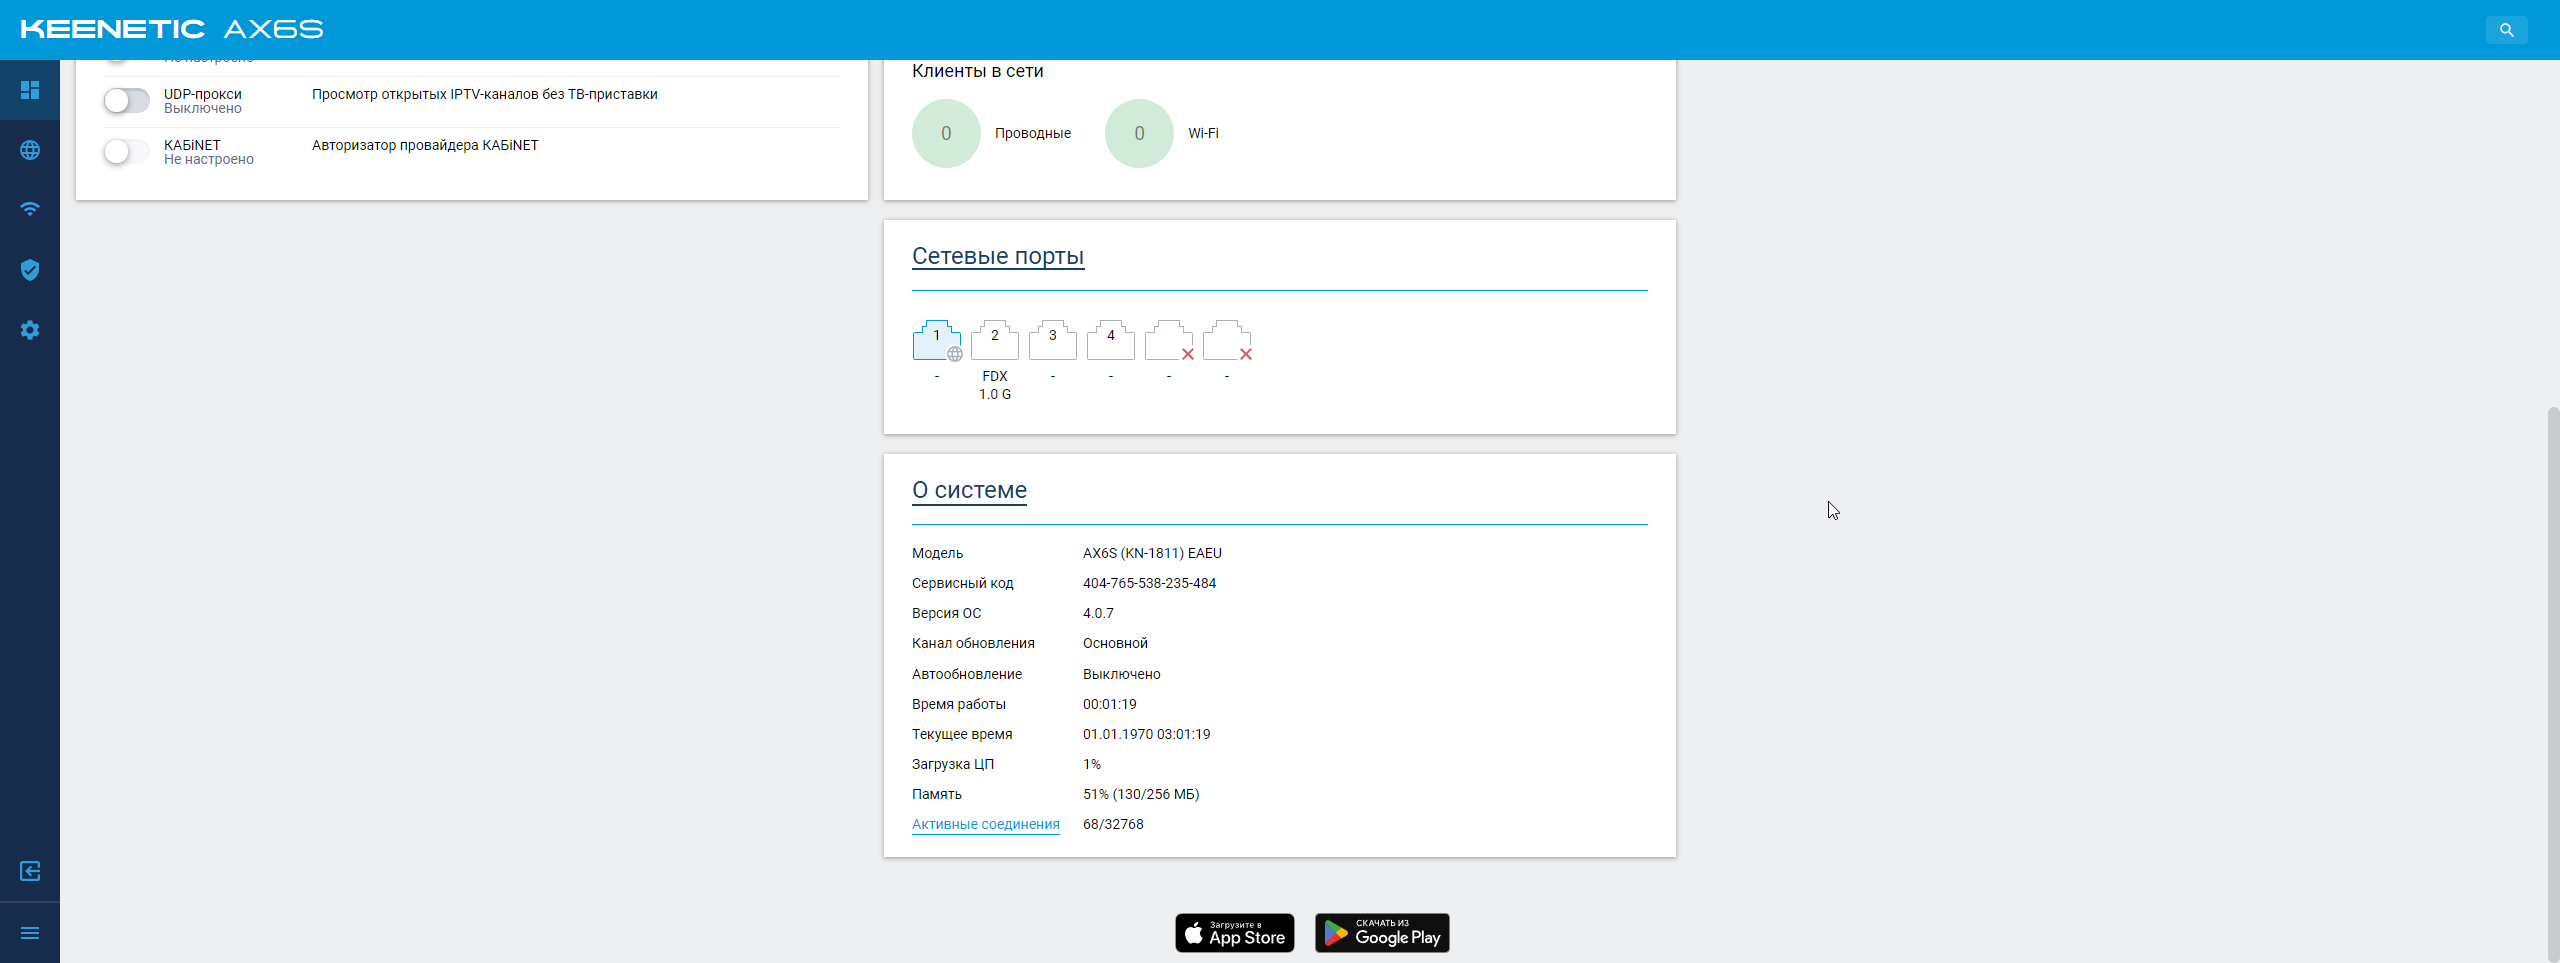 KEENETIC AX6S
Не настроено
UDP-прокси
Выключено
Просмотр открытых IPTV-каналов без ТВ-приставки
КАБiNET
Не настроено
Авторизатор провайдера КАБiNET
Клиенты в сети
0 Проводные 0 Wi-Fi
Сетевые порты
1 2 3 4
- FDX - - - -
1.0 G
О системе
Модель AX6S (KN-1811) EAEU
Сервисный код 404-765-538-235-484
Версия ОС 4.0.7
Канал обновления Основной
Автообновление Выключено
Время работы 00:01:19
Текущее время 01.01.1970 03:01:19
Загрузка ЦП 1%
Память 51% (130/256 МБ)
Активные соединения 68/32768
Загрузите в
App Store
СКАЧАТЬ ИЗ
Google Play